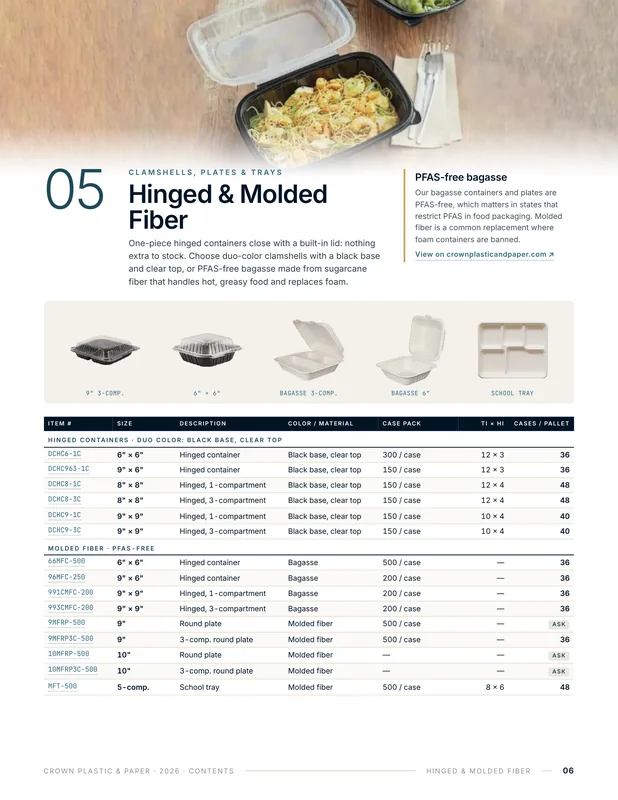 05
CLAMSHELLS, PLATES & TRAYS
Hinged & Molded
Fiber
One-piece hinged containers close with a built-in lid: nothing
extra to stock. Choose duo-color clamshells with a black base
and clear top, or PFAS-free bagasse made from sugarcane
fiber that handles hot, greasy food and replaces foam.
PFAS-free bagasse
Our bagasse containers and plates are
PFAS-free, which matters in states that
restrict PFAS in food packaging. Molded
fiber is a common replacement where
foam containers are banned.
View on crownplasticandpaper.com ↗
9" 3-COMP.
6" × 6"
BAGASSE 3-COMP.
BAGASSE 6"
SCHOOL TRAY
ITEM # SIZE DESCRIPTION COLOR / MATERIAL CASE PACK TI × HI CASES / PALLET
HINGED CONTAINERS · DUO COLOR: BLACK BASE, CLEAR TOP
DCHC6-1C 6" × 6" Hinged container Black base, clear top 300 / case 12 × 3 36
DCHC963-1C 9" × 6" Hinged container Black base, clear top 150 / case 12 × 3 36
DCHC8-1C 8" × 8" Hinged, 1-compartment Black base, clear top 150 / case 12 × 4 48
DCHC8-3C 8" × 8" Hinged, 3-compartment Black base, clear top 150 / case 12 × 4 48
DCHC9-1C 9" × 9" Hinged, 1-compartment Black base, clear top 150 / case 10 × 4 40
DCHC9-3C 9" × 9" Hinged, 3-compartment Black base, clear top 150 / case 10 × 4 40
MOLDED FIBER · PFAS-FREE
66MFC-500 6" × 6" Hinged container Bagasse 500 / case — 36
96MFC-250 9" × 6" Hinged container Bagasse 200 / case — 36
991CMFC-200 9" × 9" Hinged, 1-compartment Bagasse 200 / case — 36
993CMFC-200 9" × 9" Hinged, 3-compartment Bagasse 200 / case — 36
9MFRP-500 9" Round plate Molded fiber 500 / case — ASK
9MFRP3C-500 9" 3-comp. round plate Molded fiber 500 / case — 36
10MFRP-500 10" Round plate Molded fiber — — ASK
10MFRP3C-500 10" 3-comp. round plate Molded fiber — — ASK
MFT-500 5-comp. School tray Molded fiber 500 / case 8 × 6 48
CROWN PLASTIC & PAPER · 2026 · CONTENTS
HINGED & MOLDED FIBER
06